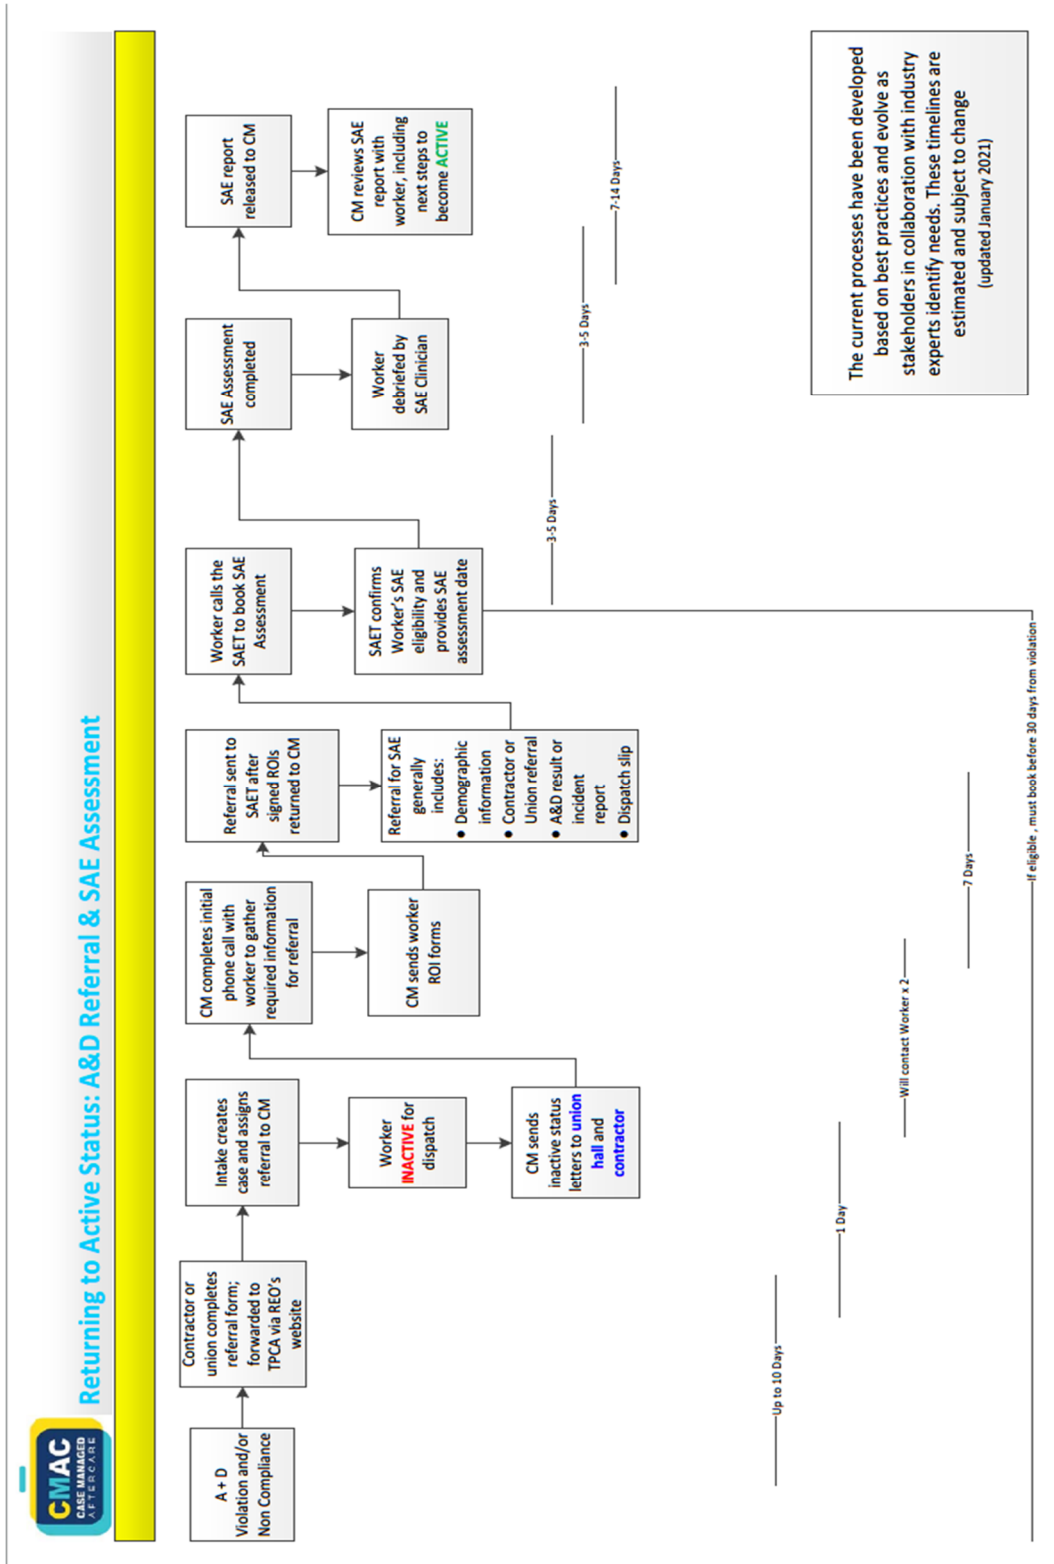 CMAC
CASE MANAGED
AFTERCARE
Returning to Active Status: A&D Referral & SAE Assessment
A + D
Violation and/or
Non Compliance
Contractor or
union completes
referral form;
forwarded to
TPCA via REO's
website
Intake creates
case and assigns
referral to CM
Worker
INACTIVE for
dispatch
CM sends
inactive status
letters to union
hall and
contractor
CM completes initial
phone call with
worker to gather
required information
for referral
CM sends worker
ROI forms
Referral sent to
SAET after
signed ROIs
returned to CM
Referral for SAE
generally
includes:
● Demographic
information
● Contractor or
Union referral
● A&D result or
incident
report
● Dispatch slip
Worker calls the
SAET to book SAE
Assessment
SAET confirms
Worker's SAE
eligibility and
provides SAE
assessment date
SAE Assessment
completed
Worker
debriefed by
SAE Clinician
SAE report
released to CM
CM reviews SAE
report with
worker, including
next steps to
become ACTIVE
Up to 10 Days
1 Day
Will contact Worker x 2
7 Days
3-5 Days
3-5 Days
7-14 Days
If eligible , must book before 30 days from violation
The current processes have been developed
based on best practices and evolve as
stakeholders in collaboration with industry
experts identify needs. These timelines are
estimated and subject to change
(updated January 2021)